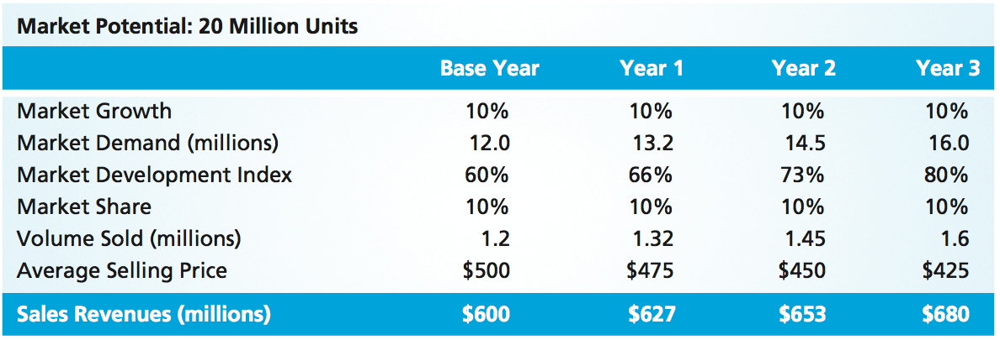 Market Potential: 20 Million Units
Base Year Year 1 Year 2 Year 3
Market Growth 10% 10% 10% 10%
Market Demand (millions) 12.0 13.2 14.5 16.0
Market Development Index 60% 66% 73% 80%
Market Share 10% 10% 10% 10%
Volume Sold (millions) 1.2 1.32 1.45 1.6
Average Selling Price $500 $475 $450 $425
Sales Revenues (millions) $600 $627 $653 $680